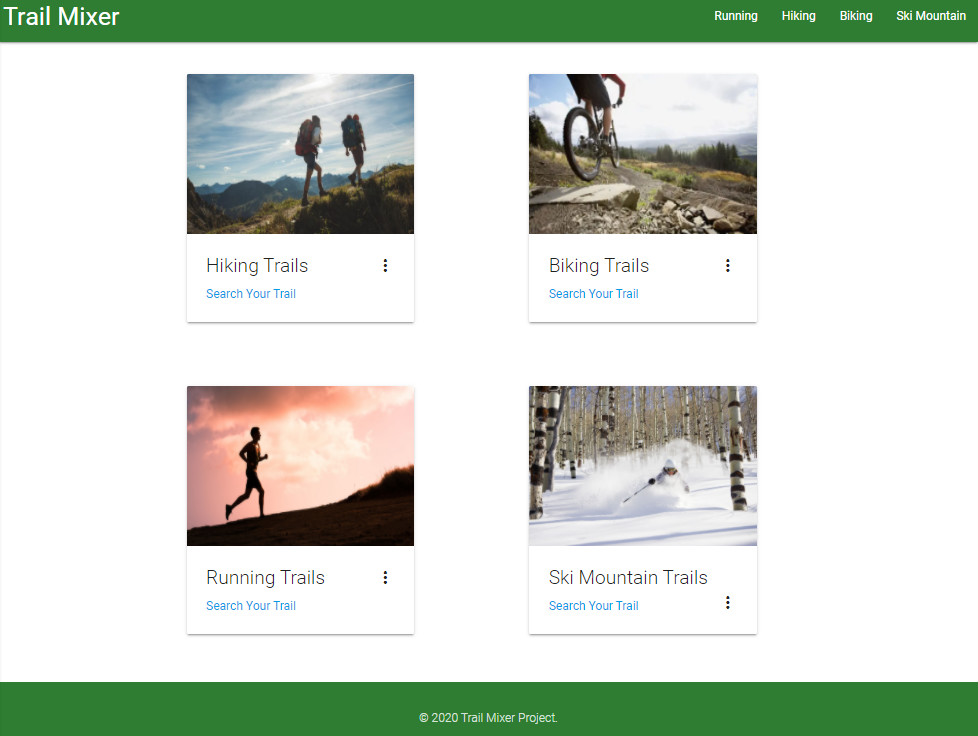 Trail Mixer
Running Hiking Biking Ski Mountain
Hiking Trails
Search Your Trail
Biking Trails
Search Your Trail
Running Trails
Search Your Trail
Ski Mountain Trails
Search Your Trail
© 2020 Trail Mixer Project.